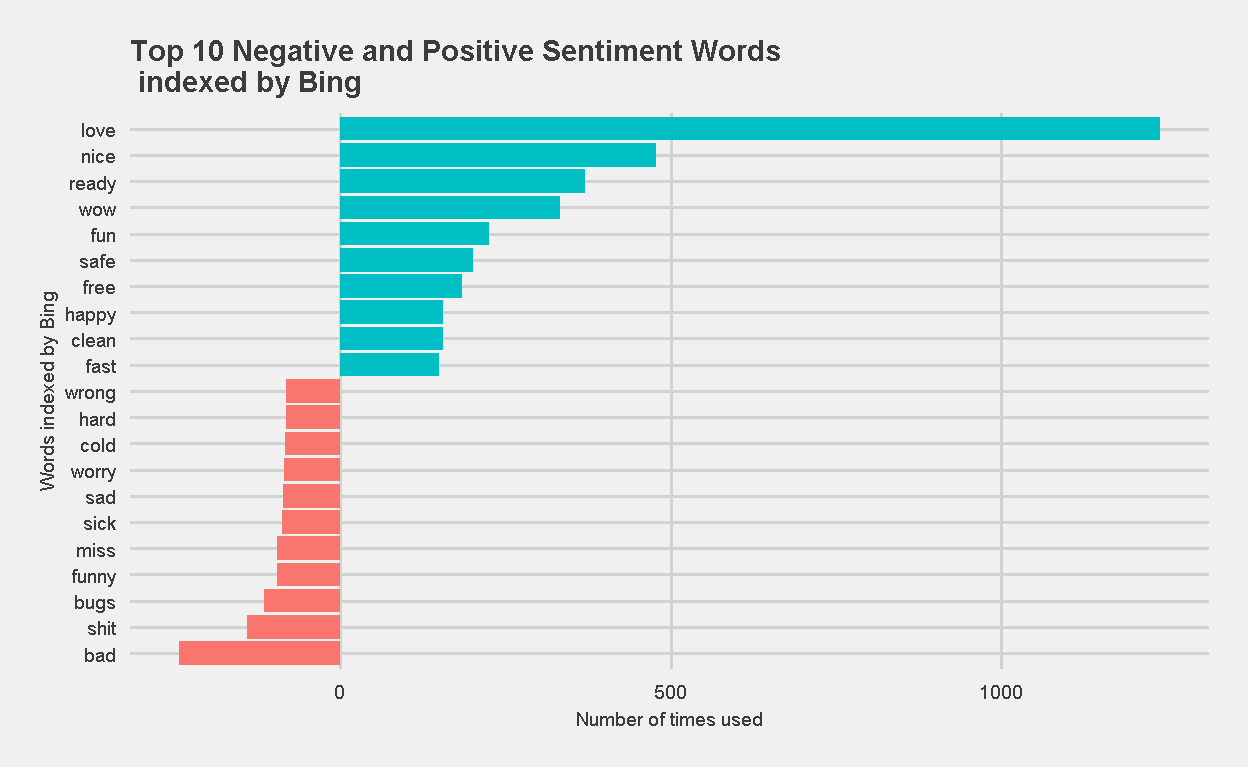 Top 10 Negative and Positive Sentiment Words
indexed by Bing
Words indexed by Bing
love
nice
ready
wow
fun
safe
free
happy
clean
fast
wrong
hard
cold
worry
sad
sick
miss
funny
bugs
shit
bad
0 500 1000
Number of times used